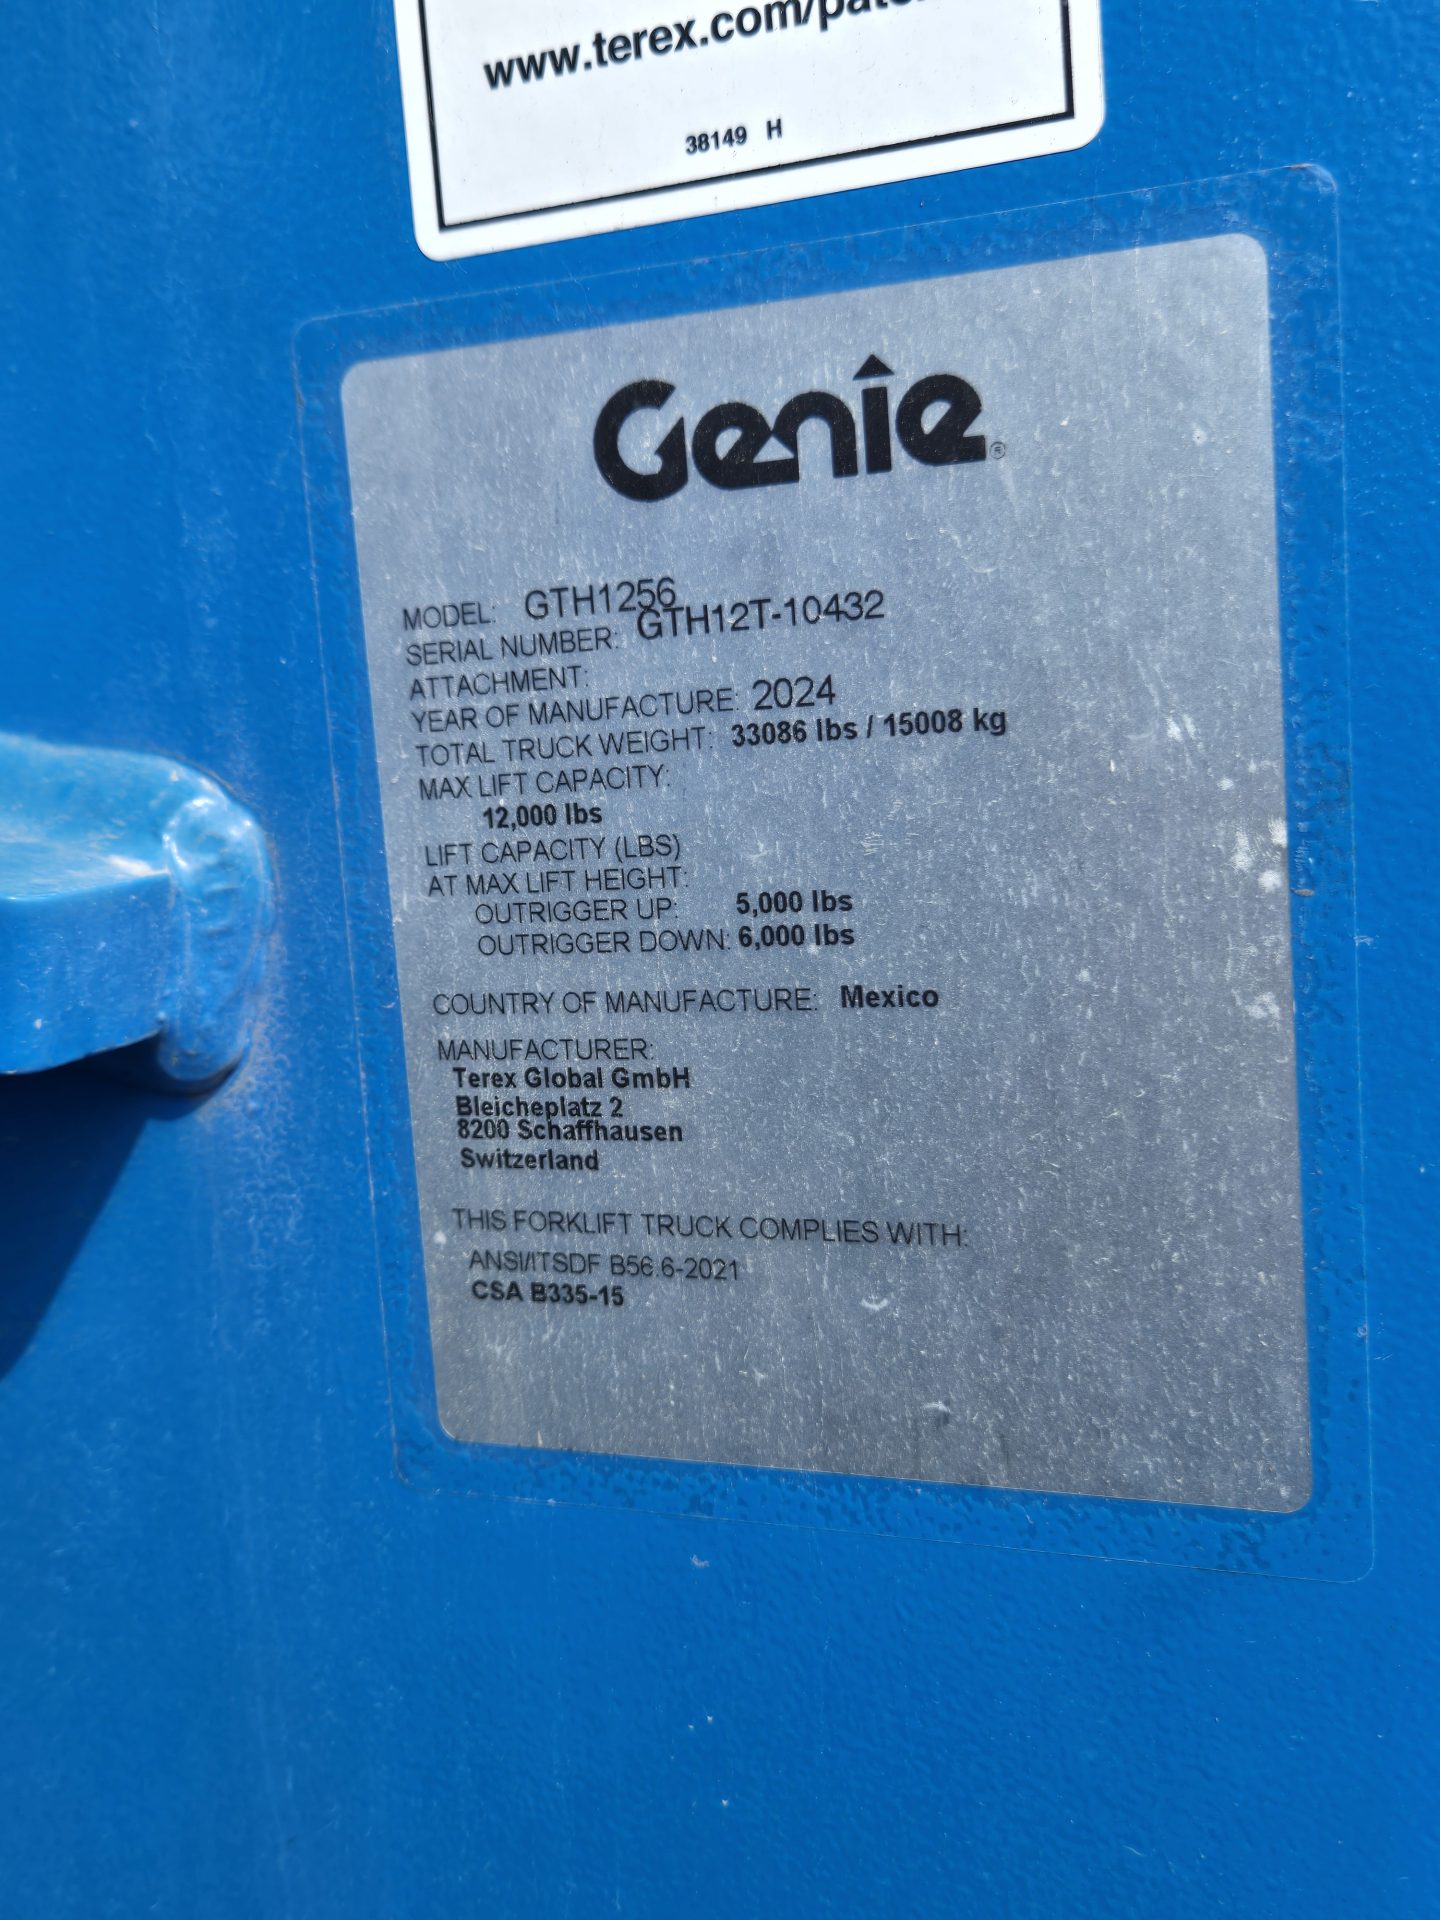 www.terex.com/pate
38149 H
Genie®
MODEL: GTH1256
SERIAL NUMBER: GTH12T-10432
ATTACHMENT:
YEAR OF MANUFACTURE: 2024
TOTAL TRUCK WEIGHT: 33086 lbs / 15008 kg
MAX LIFT CAPACITY:
12,000 lbs
LIFT CAPACITY (LBS)
AT MAX LIFT HEIGHT:
OUTRIGGER UP: 5,000 lbs
OUTRIGGER DOWN: 6,000 lbs
COUNTRY OF MANUFACTURE: Mexico
MANUFACTURER:
Terex Global GmbH
Bleicheplatz 2
8200 Schaffhausen
Switzerland
THIS FORKLIFT TRUCK COMPLIES WITH:
ANSI/ITSDF B56.6-2021
CSA B335-15